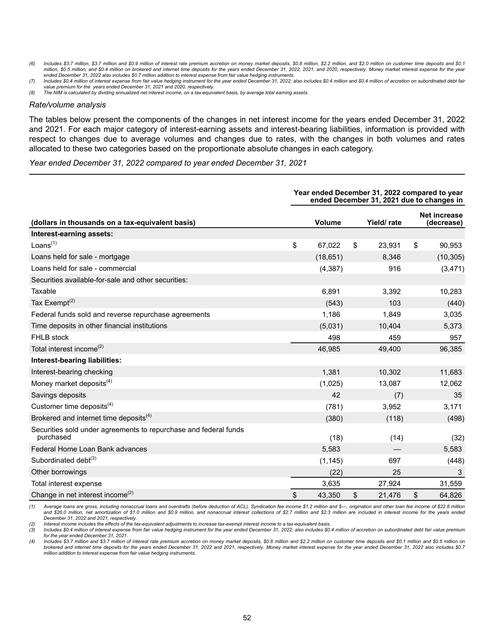 (6) Includes $3.7 million, $3.7 million and $0.9 million of interest rate premium accretion on money market deposits, $0.8 million, $2.2 million, and $2.0 million on customer time deposits and $0.1
million, $0.5 million, and $0.4 million on brokered and internet time deposits for the years ended December 31, 2022, 2021, and 2020, respectively. Money market interest expense for the year
ended December 31, 2022 also includes $0.7 million addition to interest expense from fair value hedging instruments.
(7) Includes $0.4 million of interest expense from fair value hedging instrument for the year ended December 31, 2022; also includes $0.4 million and $0.4 million of accretion on subordinated debt fair
value premium for the years ended December 31, 2021 and 2020, respectively.
(8) The NIM is calculated by dividing annualized net interest income, on a tax-equivalent basis, by average total earning assets.
Rate/volume analysis
The tables below present the components of the changes in net interest income for the years ended December 31, 2022
and 2021. For each major category of interest-earning assets and interest-bearing liabilities, information is provided with
respect to changes due to average volumes and changes due to rates, with the changes in both volumes and rates
allocated to these two categories based on the proportionate absolute changes in each category.
Year ended December 31, 2022 compared to year ended December 31, 2021
Year ended December 31, 2022 compared to year
ended December 31, 2021 due to changes in
(dollars in thousands on a tax-equivalent basis) Volume Yield/ rate Net increase (decrease)
Interest-earning assets:
Loans(1) $ 67,022 $ 23,931 $ 90,953
Loans held for sale - mortgage (18,651) 8,346 (10,305)
Loans held for sale - commercial (4,387) 916 (3,471)
Securities available-for-sale and other securities:
Taxable 6,891 3,392 10,283
Tax Exempt(2) (543) 103 (440)
Federal funds sold and reverse repurchase agreements 1,186 1,849 3,035
Time deposits in other financial institutions (5,031) 10,404 5,373
FHLB stock 498 459 957
Total interest income(2) 46,985 49,400 96,385
Interest-bearing liabilities:
Interest-bearing checking 1,381 10,302 11,683
Money market deposits(4) (1,025) 13,087 12,062
Savings deposits 42 (7) 35
Customer time deposits(4) (781) 3,952 3,171
Brokered and internet time deposits(4) (380) (118) (498)
Securities sold under agreements to repurchase and federal funds
purchased (18) (14) (32)
Federal Home Loan Bank advances 5,583 — 5,583
Subordinated debt(3) (1,145) 697 (448)
Other borrowings (22) 25 3
Total interest expense 3,635 27,924 31,559
Change in net interest income(2) $ 43,350 $ 21,476 $ 64,826
(1) Average loans are gross, including nonaccrual loans and overdrafts (before deduction of ACL). Syndication fee income $1.2 million and $—, origination and other loan fee income of $22.8 million
and $26.0 million, net amortization of $1.0 million and $0.9 million, and nonaccrual interest collections of $2.7 million and $2.3 million are included in interest income for the years ended
December 31, 2022 and 2021, respectively.
(2) Interest income includes the effects of the tax-equivalent adjustments to increase tax-exempt interest income to a tax-equivalent basis.
(3) Includes $0.4 million of interest expense from fair value hedging instrument for the year ended December 31, 2022; also includes $0.4 million of accretion on subordinated debt fair value premium
for the year ended December 31, 2021.
(4) Includes $3.7 million and $3.7 million of interest rate premium accretion on money market deposits, $0.8 million and $2.2 million on customer time deposits and $0.1 million and $0.5 million on
brokered and internet time deposits for the years ended December 31, 2022 and 2021, respectively. Money market interest expense for the year ended December 31, 2022 also includes $0.7
million addition to interest expense from fair value hedging instruments.
52